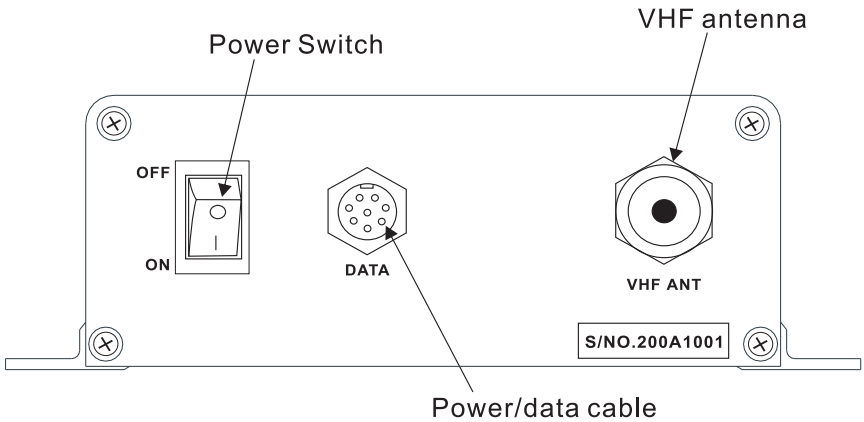 VHF antenna
Power Switch
OFF
ON
DATA
VHF ANT
S/NO.200A1001
Power/data cable